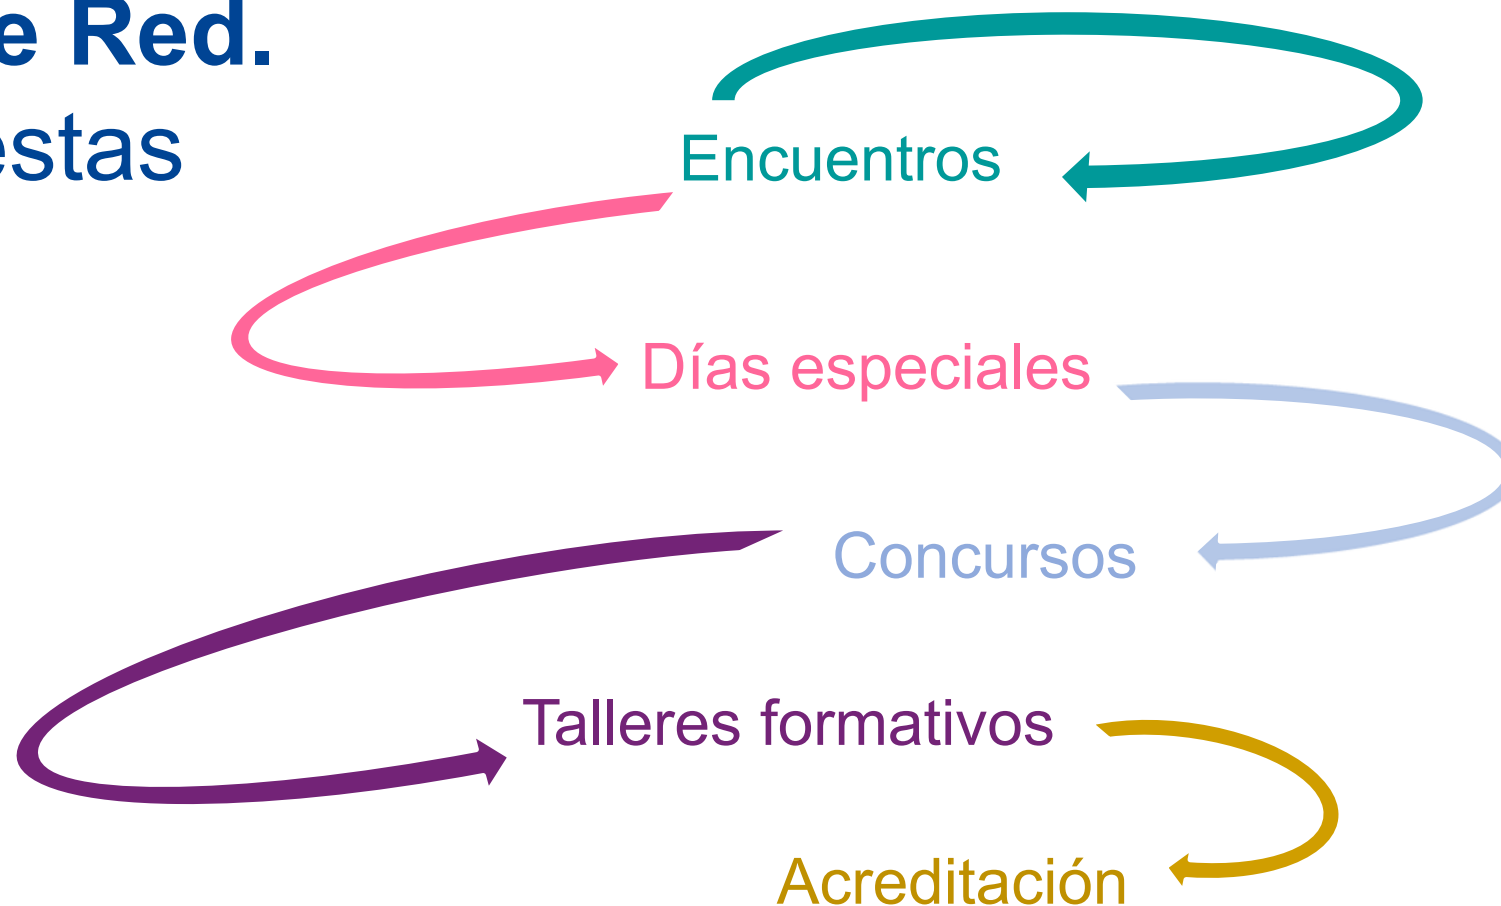 e Red.
estas
Encuentros
Días especiales
Concursos
Talleres formativos
Acreditación